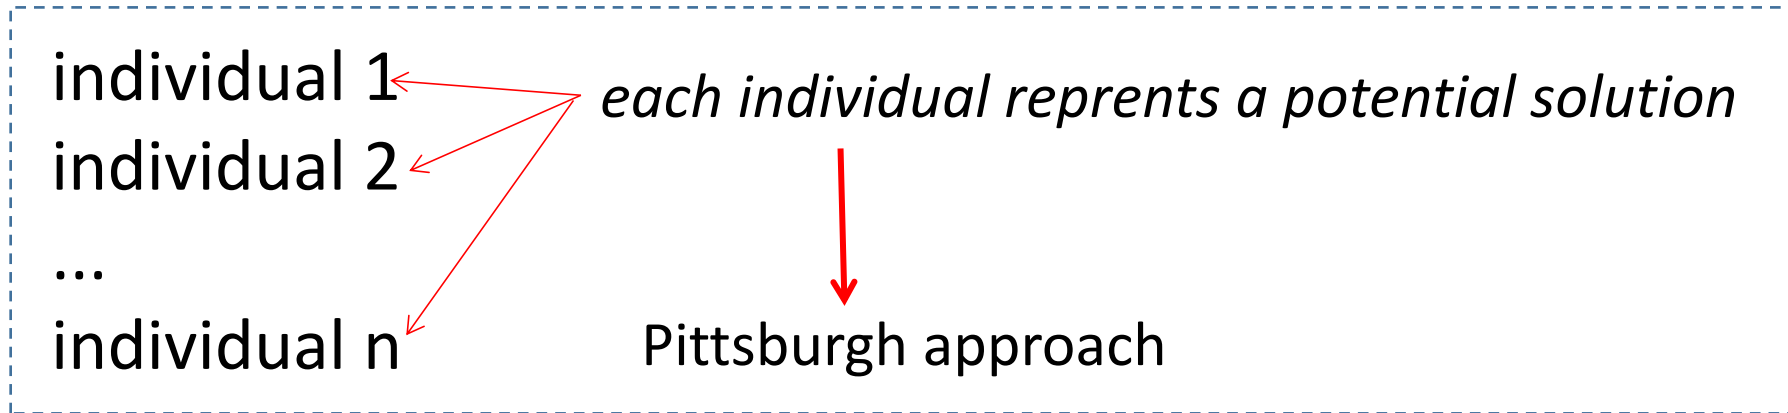 individual 1
each individual reprents a potential solution
individual 2
...
individual n
Pittsburgh approach